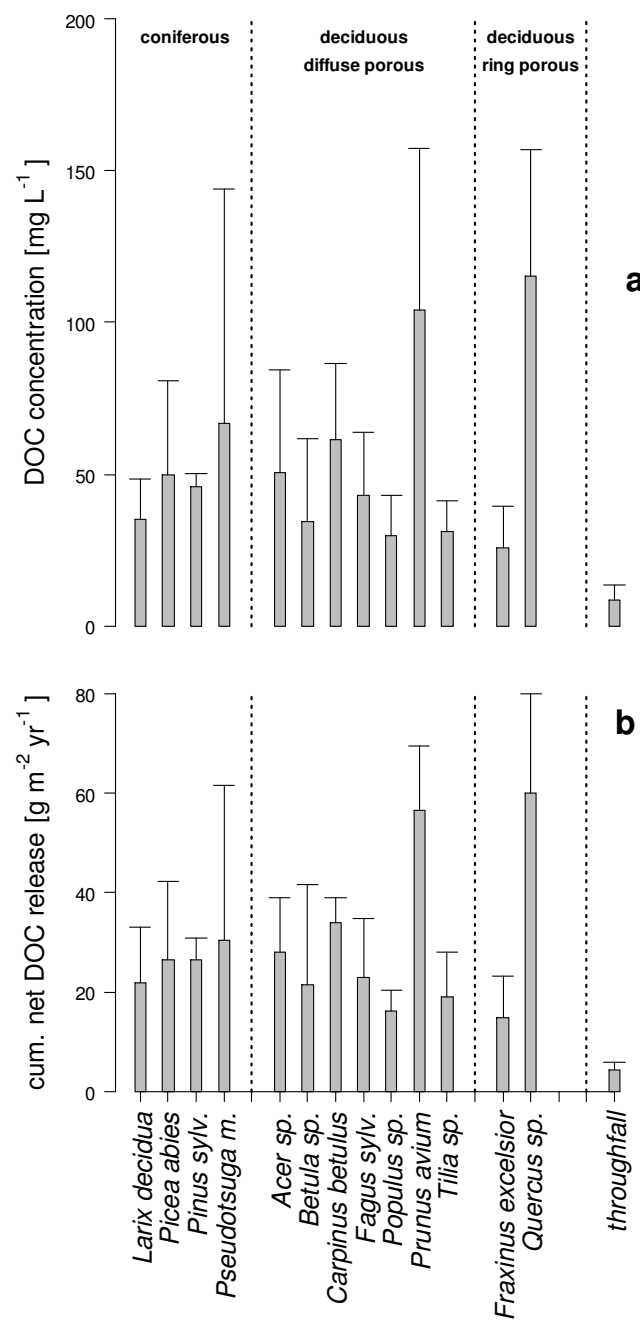 coniferous
deciduous
diffuse porous
deciduous
ring porous
200
150
100
50
0
DOC concentration [mg L⁻¹]
a
80
60
40
20
0
cum. net DOC release [g m⁻² yr⁻¹]
b
Larix decidua
Picea abies
Pinus sylv.
Pseudotsuga m.
Acer sp.
Betula sp.
Carpinus betulus
Fagus sylv.
Populus sp.
Prunus avium
Tilia sp.
Fraxinus excelsior
Quercus sp.
throughfall